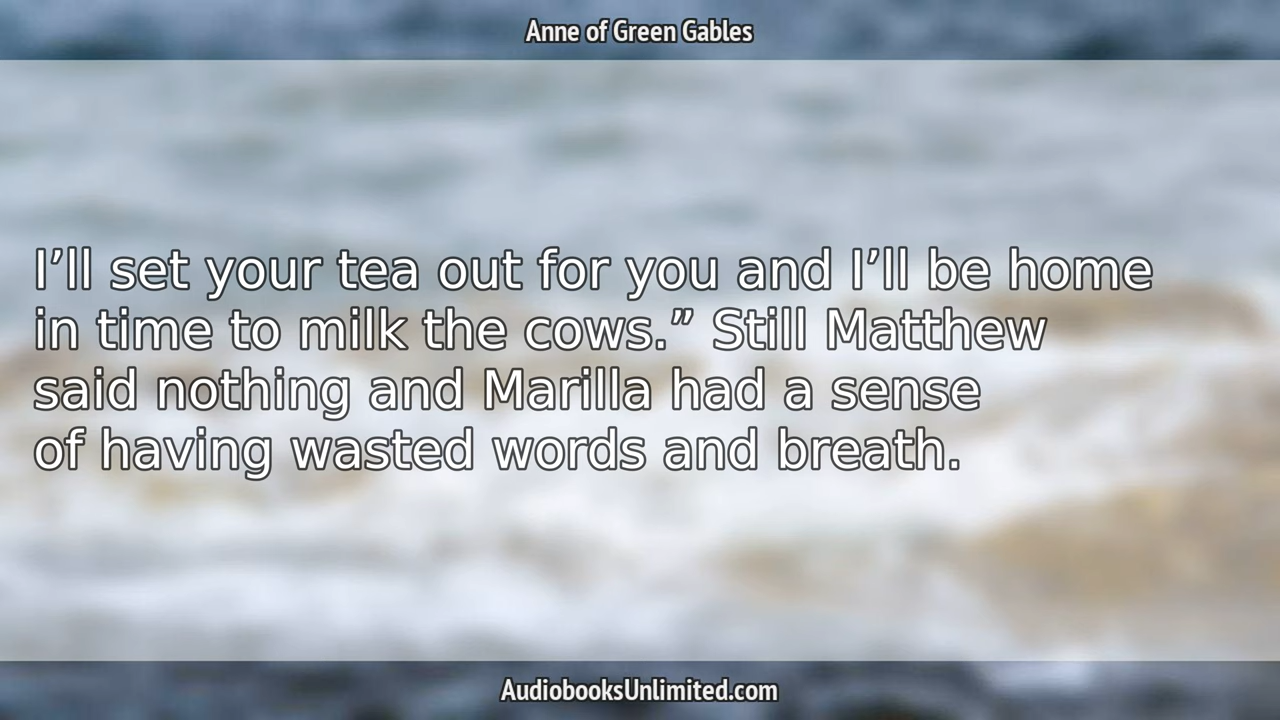 Anne of Green Gables
I’ll set your tea out for you and I’ll be home
in time to milk the cows.” Still Matthew
said nothing and Marilla had a sense
of having wasted words and breath.
AudiobooksUnlimited.com